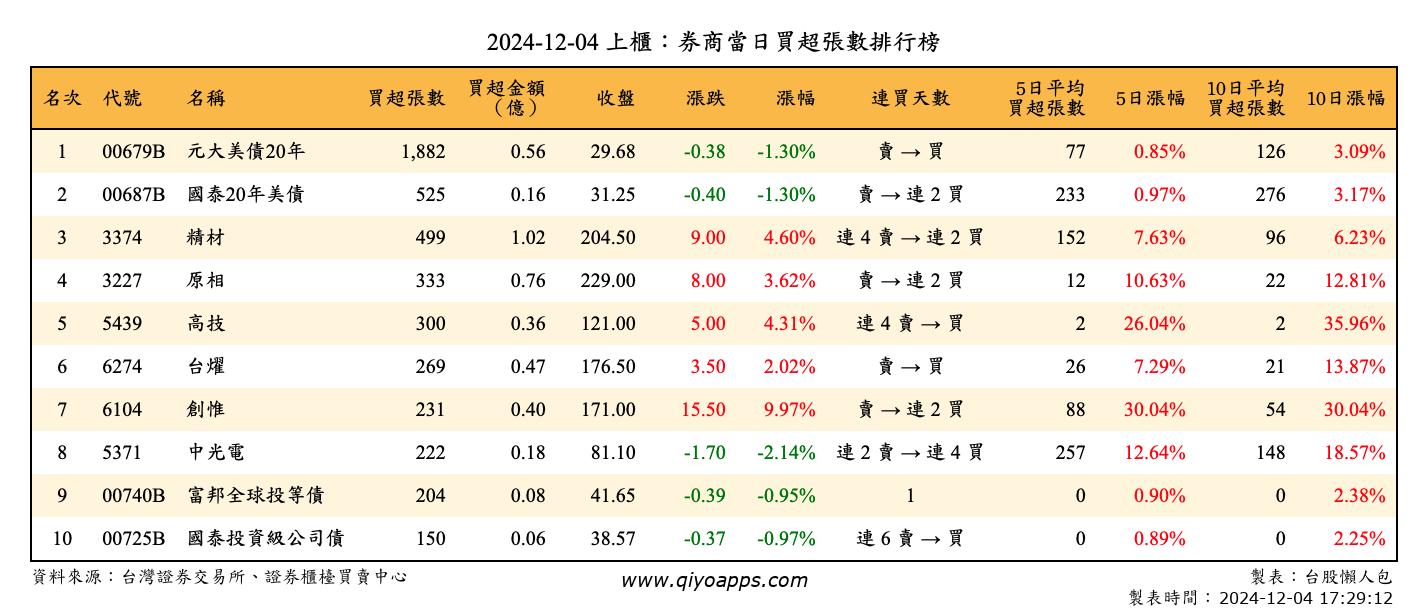 2024-12-04 上櫃：券商當日買超張數排行榜
名次 代號 名稱 買超張數 買超金額（億） 收盤 漲跌 漲幅 連買天數 5日平均買超張數 5日漲幅 10日平均買超張數 10日漲幅
1 00679B 元大美債20年 1,882 0.56 29.68 -0.38 -1.30% 賣 → 買 77 0.85% 126 3.09%
2 00687B 國泰20年美債 525 0.16 31.25 -0.40 -1.30% 賣 → 連 2 買 233 0.97% 276 3.17%
3 3374 精材 499 1.02 204.50 9.00 4.60% 連 4 賣 → 連 2 買 152 7.63% 96 6.23%
4 3227 原相 333 0.76 229.00 8.00 3.62% 賣 → 連 2 買 12 10.63% 22 12.81%
5 5439 高技 300 0.36 121.00 5.00 4.31% 連 4 賣 → 買 2 26.04% 2 35.96%
6 6274 台燿 269 0.47 176.50 3.50 2.02% 賣 → 買 26 7.29% 21 13.87%
7 6104 創惟 231 0.40 171.00 15.50 9.97% 賣 → 連 2 買 88 30.04% 54 30.04%
8 5371 中光電 222 0.18 81.10 -1.70 -2.14% 連 2 賣 → 連 4 買 257 12.64% 148 18.57%
9 00740B 富邦全球投等債 204 0.08 41.65 -0.39 -0.95% 1 0 0.90% 0 2.38%
10 00725B 國泰投資級公司債 150 0.06 38.57 -0.37 -0.97% 連 6 賣 → 買 0 0.89% 0 2.25%
資料來源：台灣證券交易所、證券櫃檯買賣中心 www.qiyoapps.com 製表：台股懶人包
製表時間：2024-12-04 17:29:12